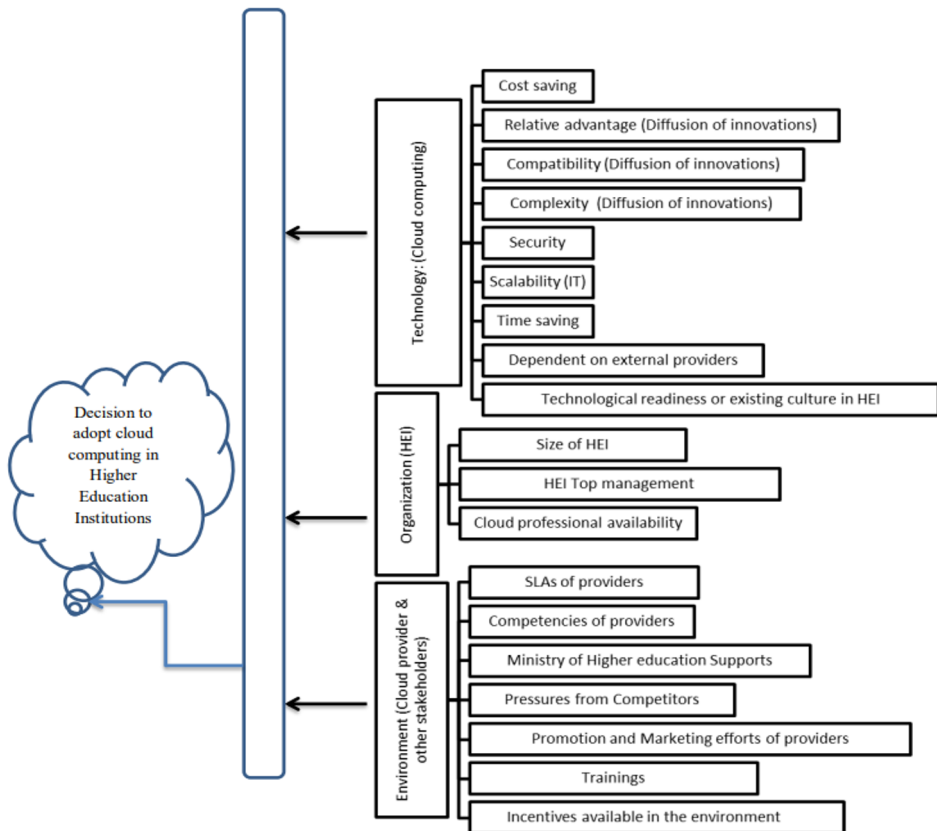 Decision to
adopt cloud
computing in
Higher
Education
Institutions
Technology: (Cloud computing)
Cost saving
Relative advantage (Diffusion of innovations)
Compatibility (Diffusion of innovations)
Complexity (Diffusion of innovations)
Security
Scalability (IT)
Time saving
Dependent on external providers
Technological readiness or existing culture in HEI
Organization (HEI)
Size of HEI
HEI Top management
Cloud professional availability
Environment (Cloud provider &
other stakeholders)
SLAs of providers
Competencies of providers
Ministry of Higher education Supports
Pressures from Competitors
Promotion and Marketing efforts of providers
Trainings
Incentives available in the environment